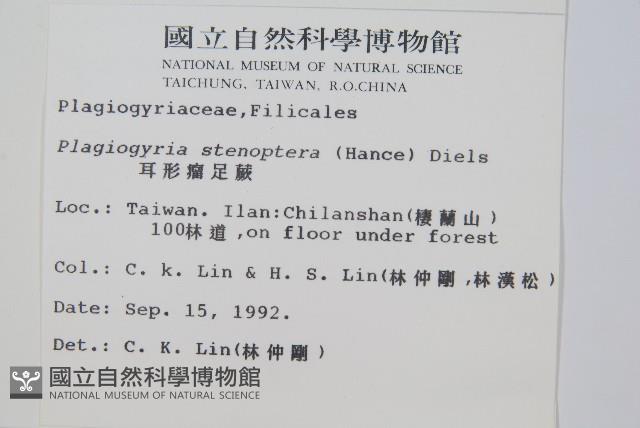 國立自然科學博物館
NATIONAL MUSEUM OF NATURAL SCIENCE
TAICHUNG, TAIWAN, R.O.CHINA
Plagiogyriaceae,Filicales
Plagiogyria stenoptera (Hance) Diels
耳形瘤足蕨
Loc.: Taiwan. Ilan:Chilanshan(棲蘭山)
100林道,on floor under forest
Col.: C. k. Lin & H. S. Lin(林仲剛,林漢松)
Date: Sep. 15, 1992.
Det.: C. K. Lin(林仲剛)
國立自然科學博物館
NATIONAL MUSEUM OF NATURAL SCIENCE